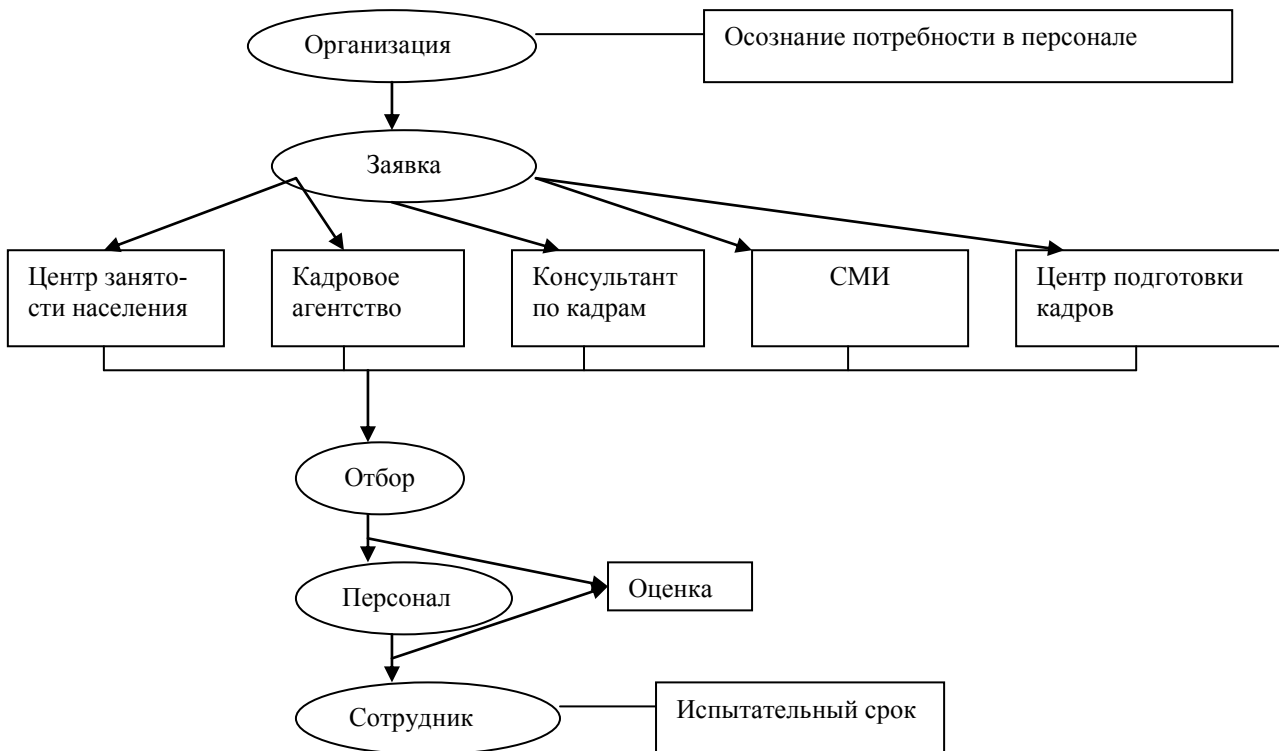 Организация
Осознание потребности в персонале
Заявка
Центр занято-
сти населения
Кадровое
агентство
Консультант
по кадрам
СМИ
Центр подготовки
кадров
Отбор
Персонал
Оценка
Сотрудник
Испытательный срок